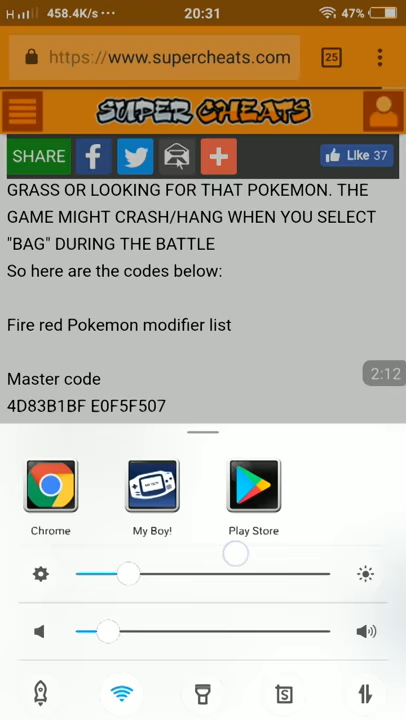 H 458.4K/s ··· 20:31 47%
https://www.supercheats.com 25
SUPER CHEATS
SHARE Like 37
GRASS OR LOOKING FOR THAT POKEMON. THE
GAME MIGHT CRASH/HANG WHEN YOU SELECT
"BAG" DURING THE BATTLE
So here are the codes below:
Fire red Pokemon modifier list
2:12
Master code
4D83B1BF E0F5F507
Chrome My Boy! Play Store
S